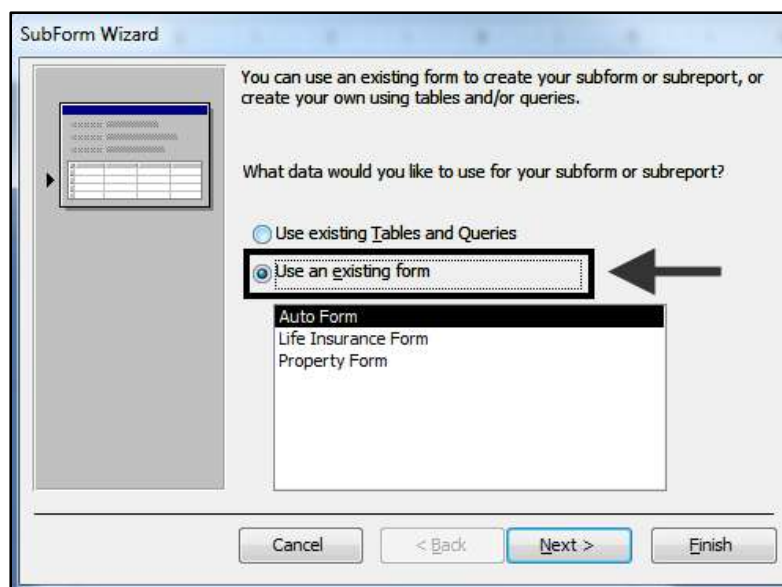 SubForm Wizard
You can use an existing form to create your subform or subreport, or
create your own using tables and/or queries.
What data would you like to use for your subform or subreport?
Use existing Tables and Queries
Use an existing form
Auto Form
Life Insurance Form
Property Form
Cancel
< Back
Next >
Finish